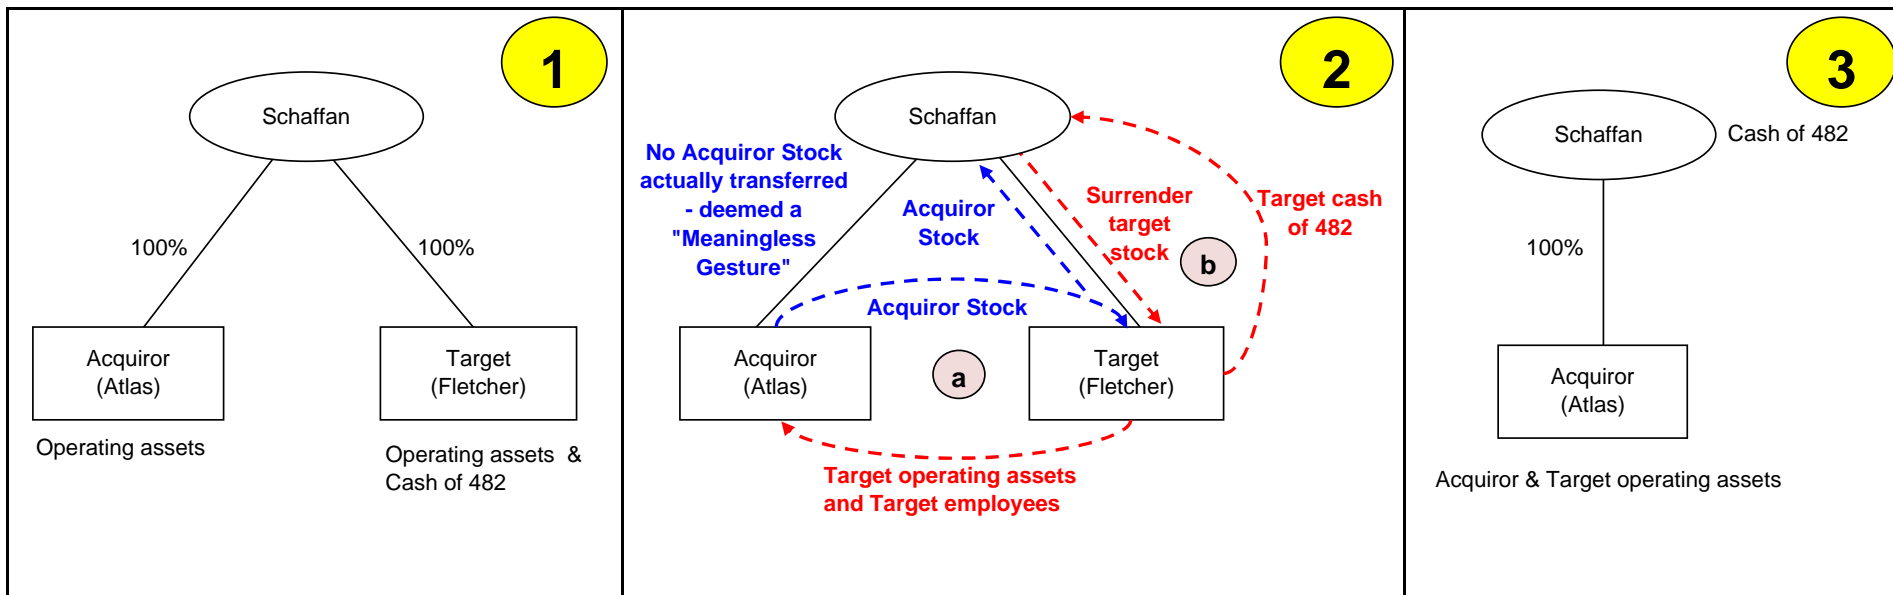 1
Schaffan
100%
100%
Acquiror
(Atlas)
Target
(Fletcher)
Operating assets
Operating assets &
Cash of 482
2
Schaffan
No Acquiror Stock
actually transferred
- deemed a
"Meaningless
Gesture"
Acquiror
Stock
Surrender
target
stock
Target cash
of 482
b
Acquiror Stock
Acquiror
(Atlas)
a
Target
(Fletcher)
Target operating assets
and Target employees
3
Schaffan
Cash of 482
100%
Acquiror
(Atlas)
Acquiror & Target operating assets